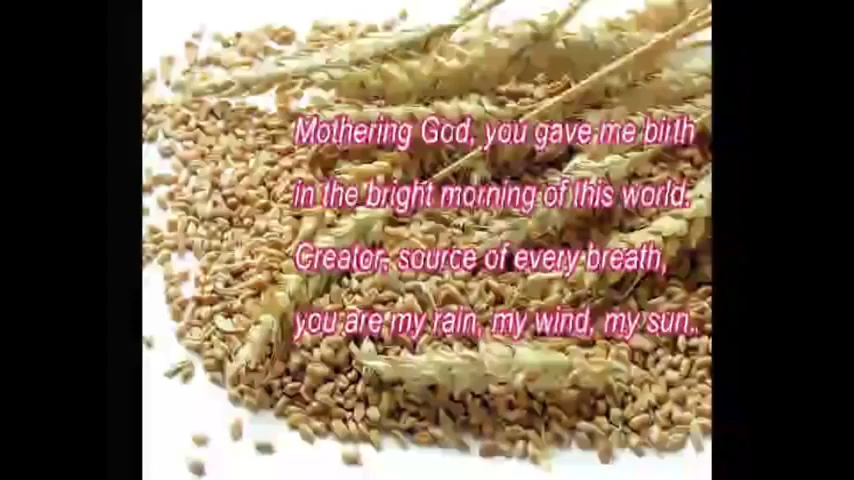 Mothering God, you gave me birth
in the bright morning of this world.
Creator, source of every breath,
you are my rain, my wind, my sun.